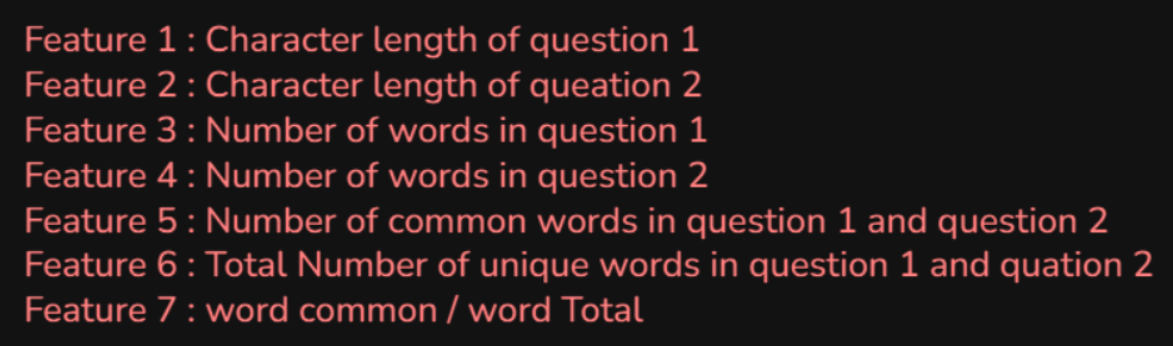 Feature 1 : Character length of question 1
Feature 2 : Character length of queation 2
Feature 3 : Number of words in question 1
Feature 4 : Number of words in question 2
Feature 5 : Number of common words in question 1 and question 2
Feature 6 : Total Number of unique words in question 1 and quation 2
Feature 7 : word common / word Total